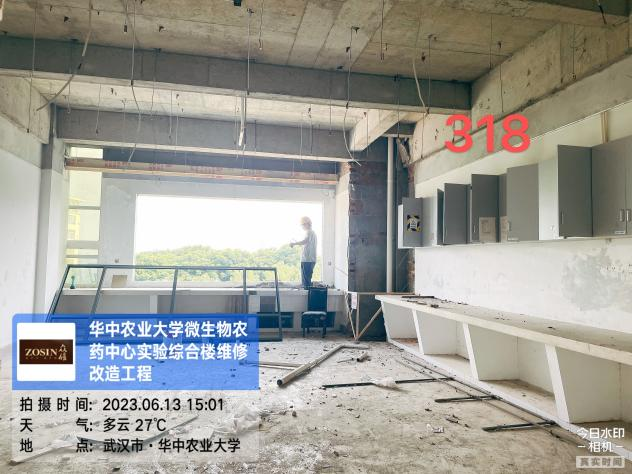 318
华中农业大学微生物农
药中心实验综合楼维修
改造工程
ZOSIN
拍摄时间: 2023.06.13 15:01
天 气: 多云 27℃
地 点: 武汉市·华中农业大学
今日水印
-相机-
真实时间